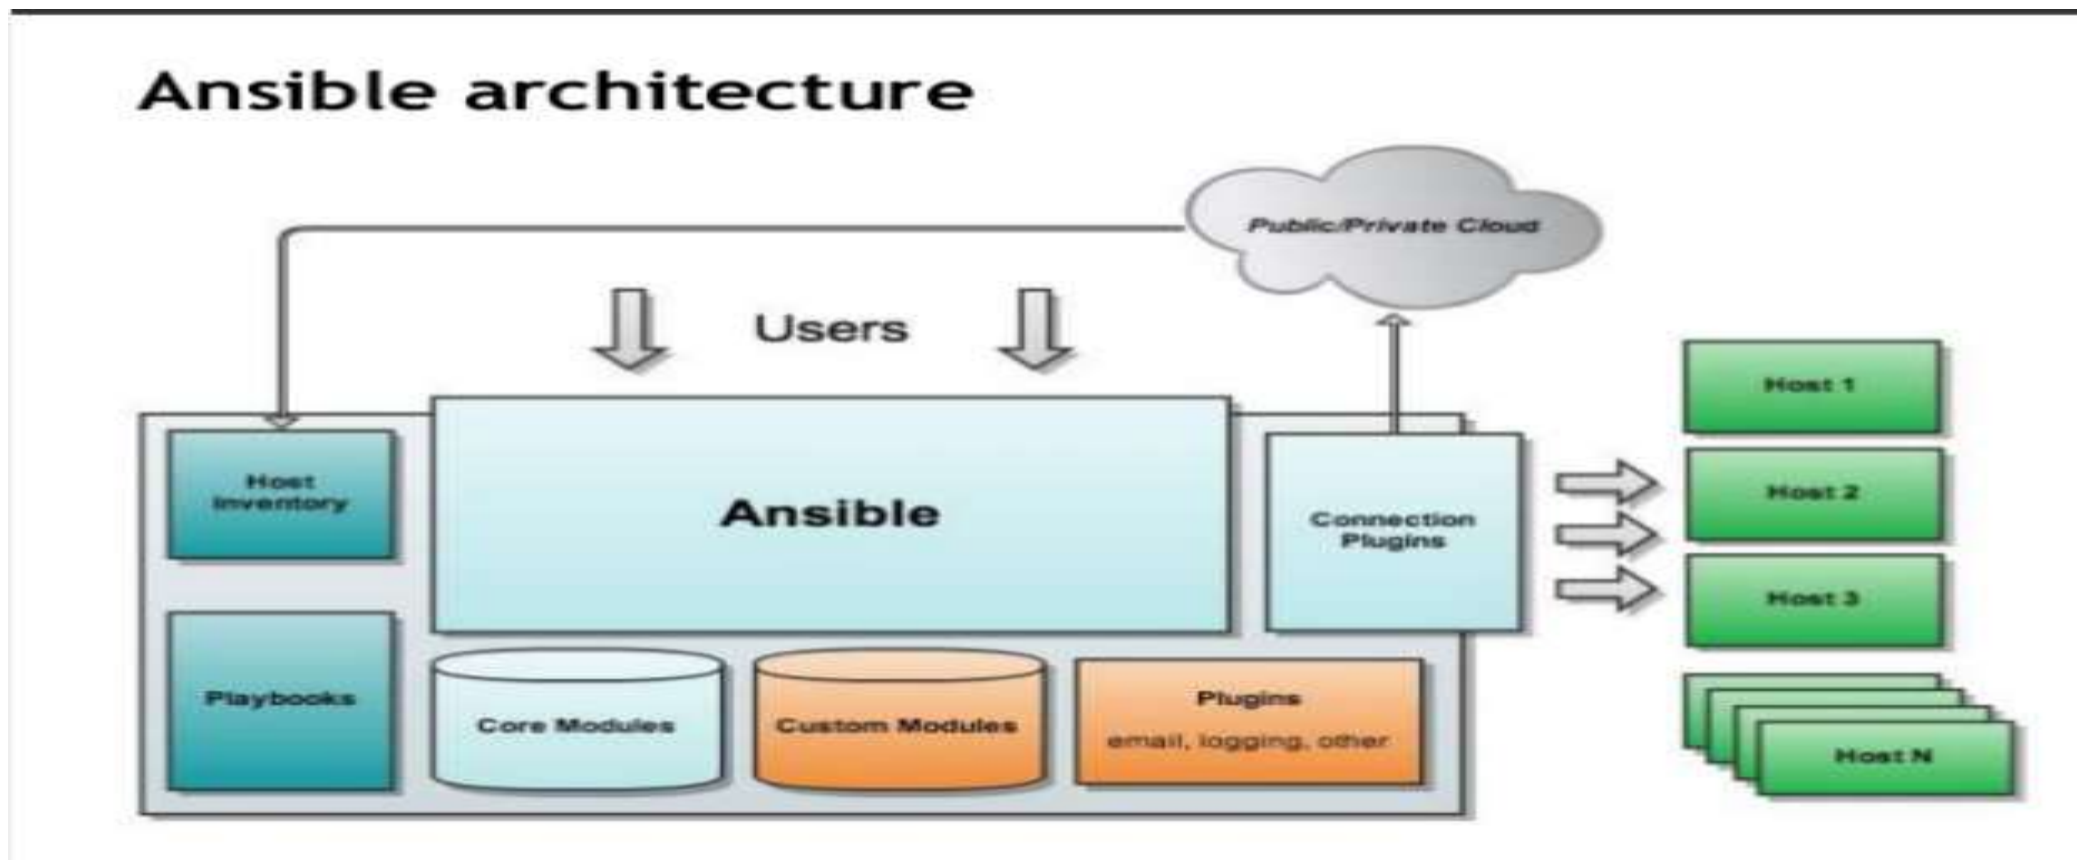 Ansible architecture
Public/Private Cloud
Users
Host
Inventory
Ansible
Connection
Plugins
Host 1
Host 2
Host 3
Playbooks
Core Modules
Custom Modules
Plugins
email, logging, other
Host N